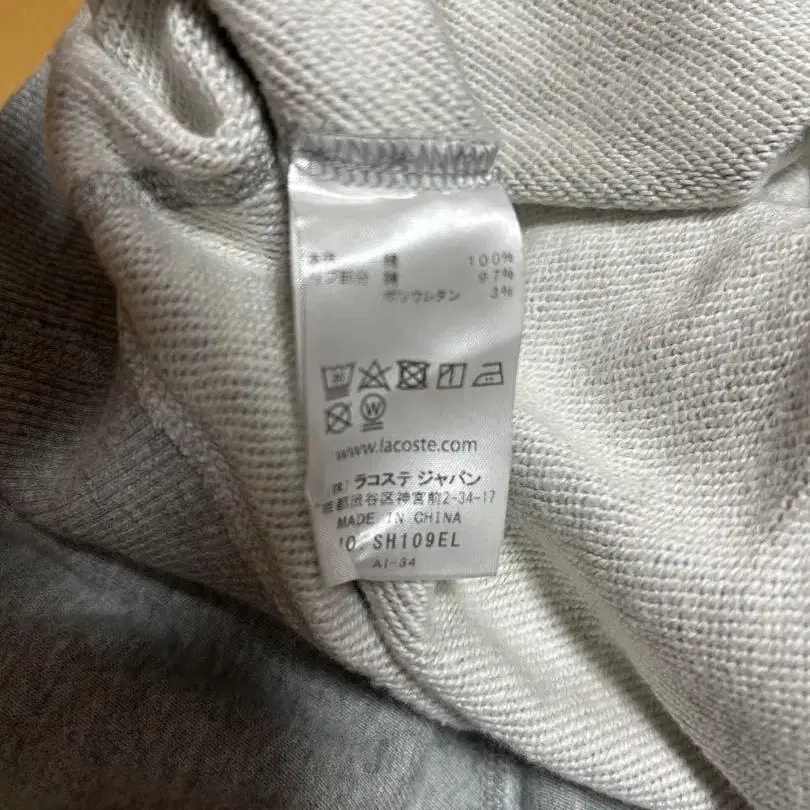 本体 綿 100%
リブ部分 綿 97%
ポリウレタン 3%
W
www.lacoste.com
(株) ラコステ ジャパン
京都渋谷区神宮前2-34-17
MADE IN CHINA
O. SH109EL
AI-34